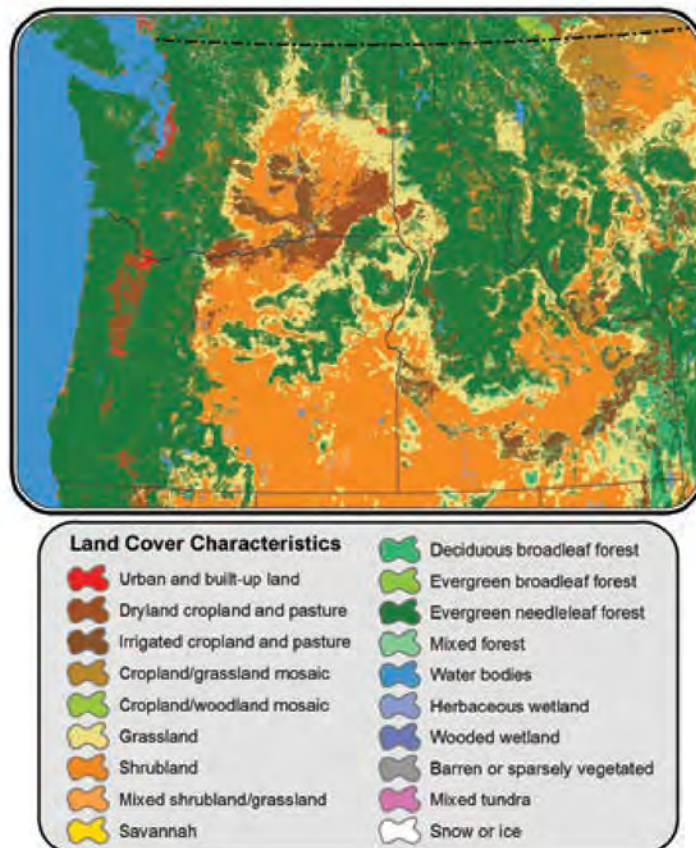 Land Cover Characteristics
Urban and built-up land
Dryland cropland and pasture
Irrigated cropland and pasture
Cropland/grassland mosaic
Cropland/woodland mosaic
Grassland
Shrubland
Mixed shrubland/grassland
Savannah
Deciduous broadleaf forest
Evergreen broadleaf forest
Evergreen needleleaf forest
Mixed forest
Water bodies
Herbaceous wetland
Wooded wetland
Barren or sparsely vegetated
Mixed tundra
Snow or ice